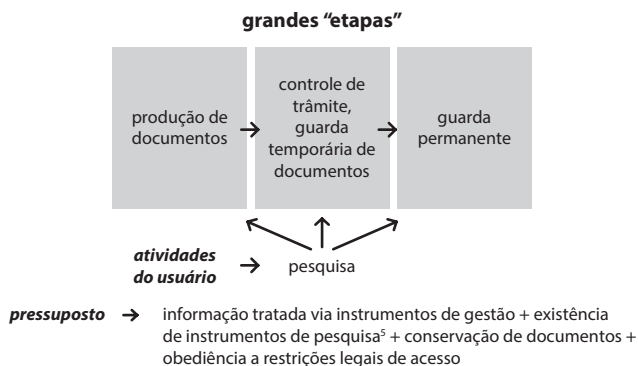 grandes “etapas”
produção de
documentos
controle de
trâmite,
guarda
temporária de
documentos
guarda
permanente
atividades
do usuário
pesquisa
pressuposto
informação tratada via instrumentos de gestão + existência
de instrumentos de pesquisa⁵ + conservação de documentos +
obediência a restrições legais de acesso